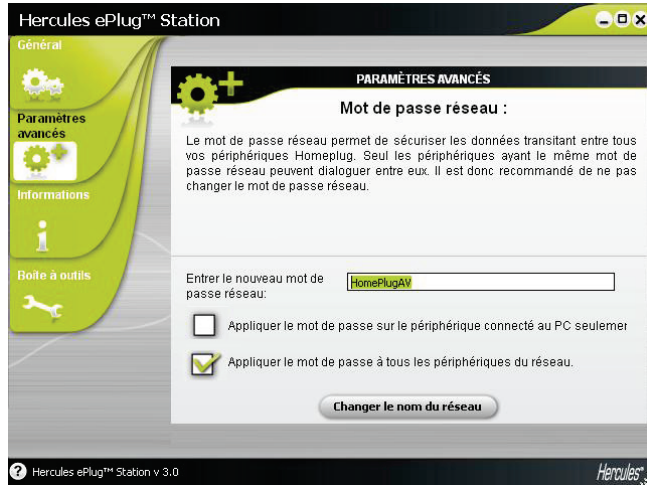 Hercules ePlug™ Station
Général
Paramètres
avancés
Informations
Boîte à outils
PARAMÈTRES AVANCÉS
Mot de passe réseau :
Le mot de passe réseau permet de sécuriser les données transitant entre tous
vos périphériques Homeplug. Seul les périphériques ayant le même mot de
passe réseau peuvent dialoguer entre eux. Il est donc recommandé de ne pas
changer le mot de passe réseau.
Entrer le nouveau mot de
passe réseau:
HomePlugAV
Appliquer le mot de passe sur le périphérique connecté au PC seulemer
Appliquer le mot de passe à tous les périphériques du réseau.
Changer le nom du réseau
? Hercules ePlug™ Station v 3.0
Hercules